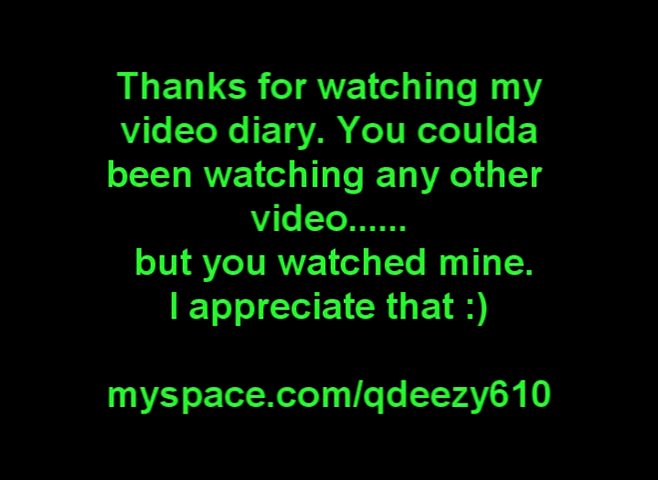 Thanks for watching my
video diary. You coulda
been watching any other
video......
but you watched mine.
I appreciate that :)
myspace.com/qdeezy610